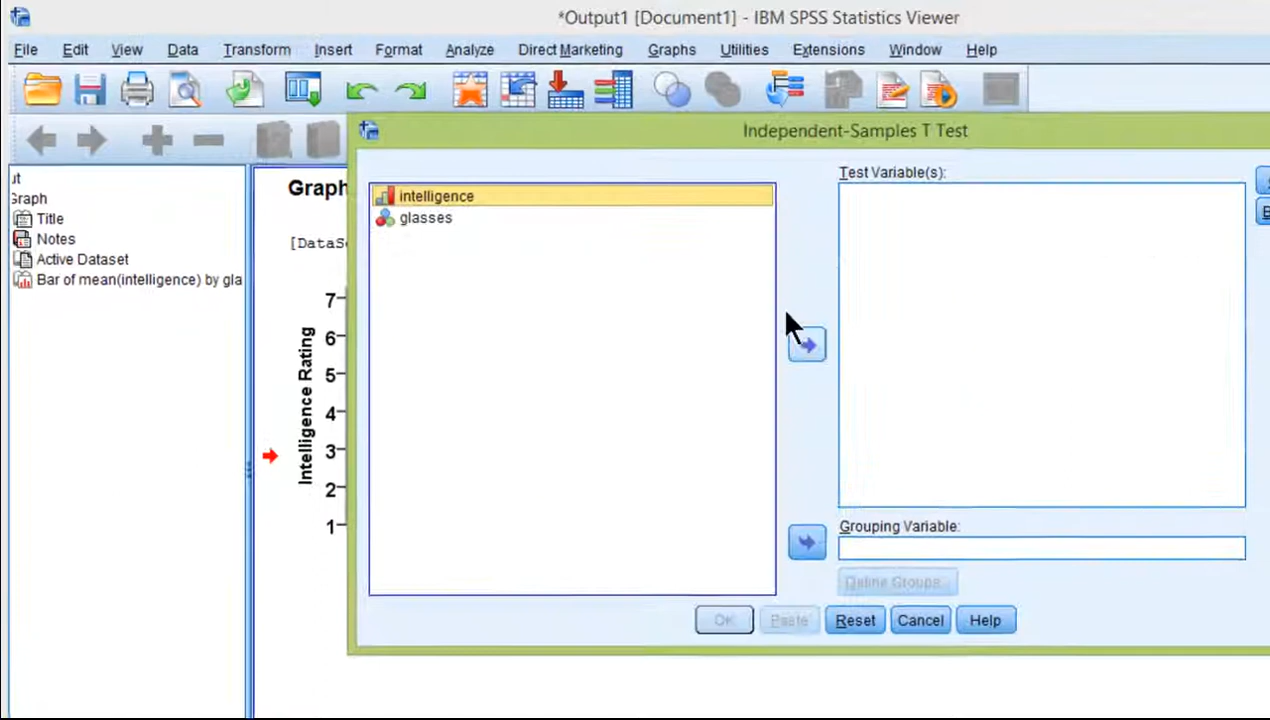 *Output1 [Document1] - IBM SPSS Statistics Viewer
File Edit View Data Transform Insert Format Analyze Direct Marketing Graphs Utilities Extensions Window Help
Independent-Samples T Test
ut
Graph
Title
Notes
Active Dataset
Bar of mean(intelligence) by gla
Graph
[DataSe
Intelligence Rating
7
6
5
4
3
2
1
intelligence
glasses
Test Variable(s):
Grouping Variable:
Define Groups...
OK Paste Reset Cancel Help